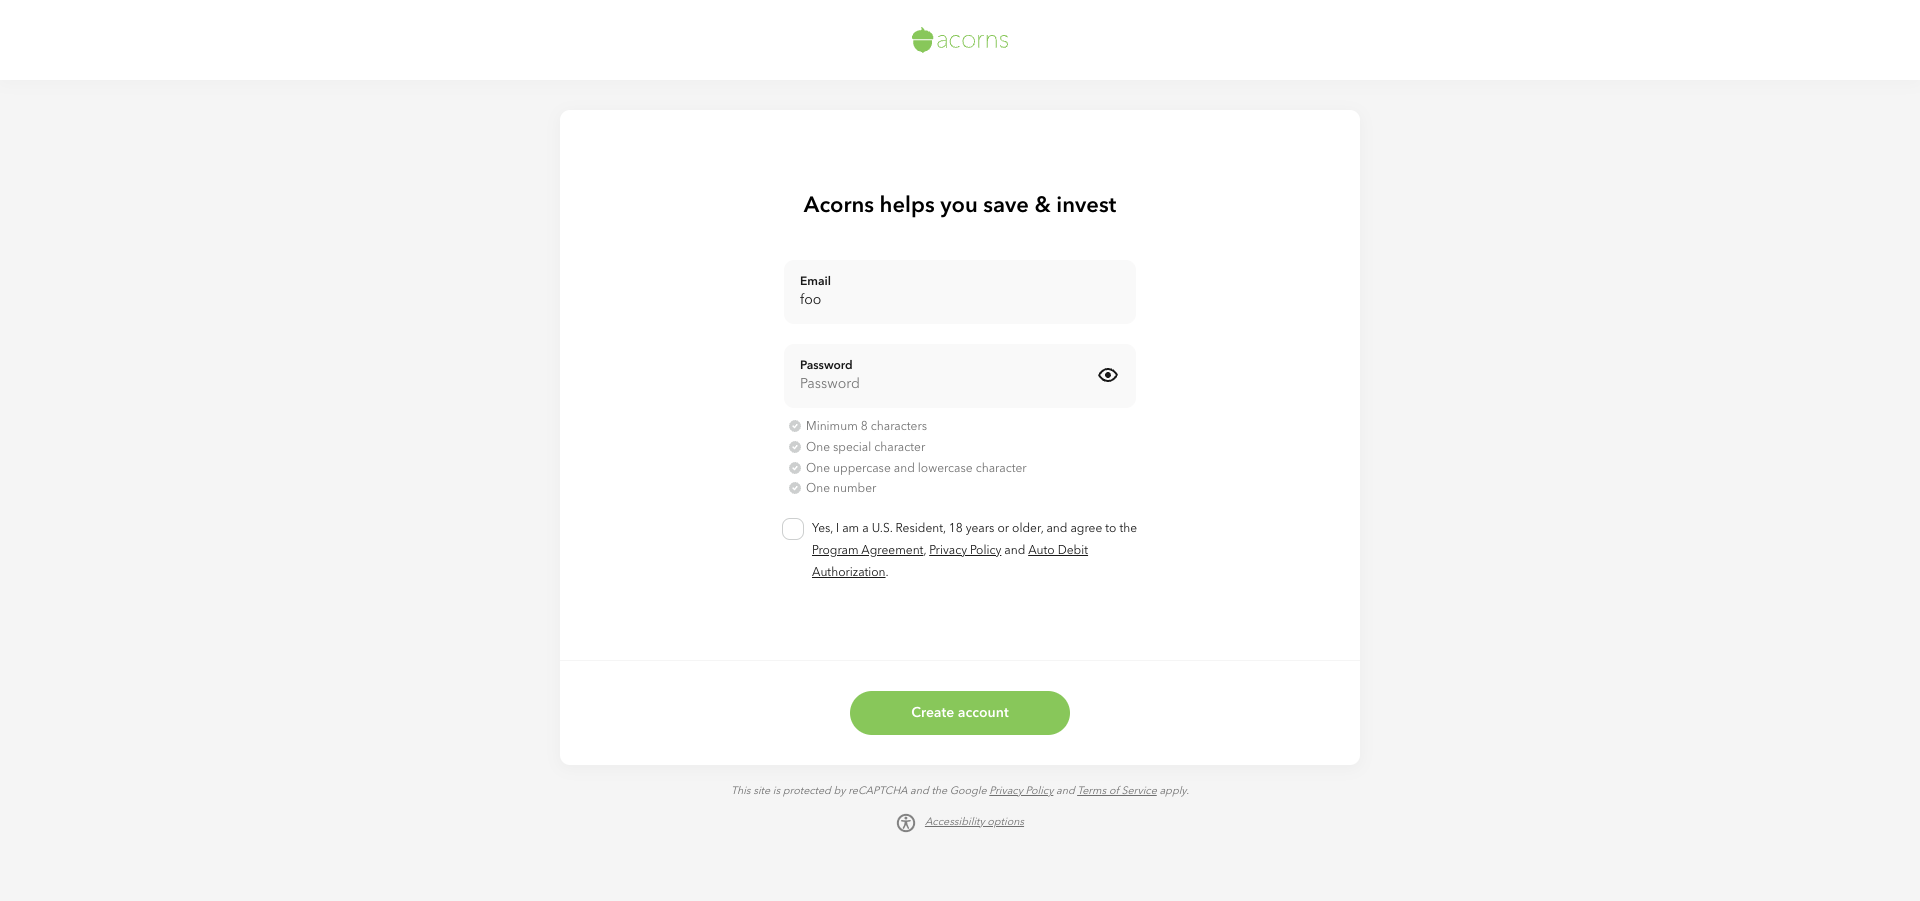 acorns
Acorns helps you save & invest
Email
foo
Password
Password
Minimum 8 characters
One special character
One uppercase and lowercase character
One number
Yes, I am a U.S. Resident, 18 years or older, and agree to the
Program Agreement, Privacy Policy and Auto Debit
Authorization.
Create account
This site is protected by reCAPTCHA and the Google Privacy Policy and Terms of Service apply.
Accessibility options